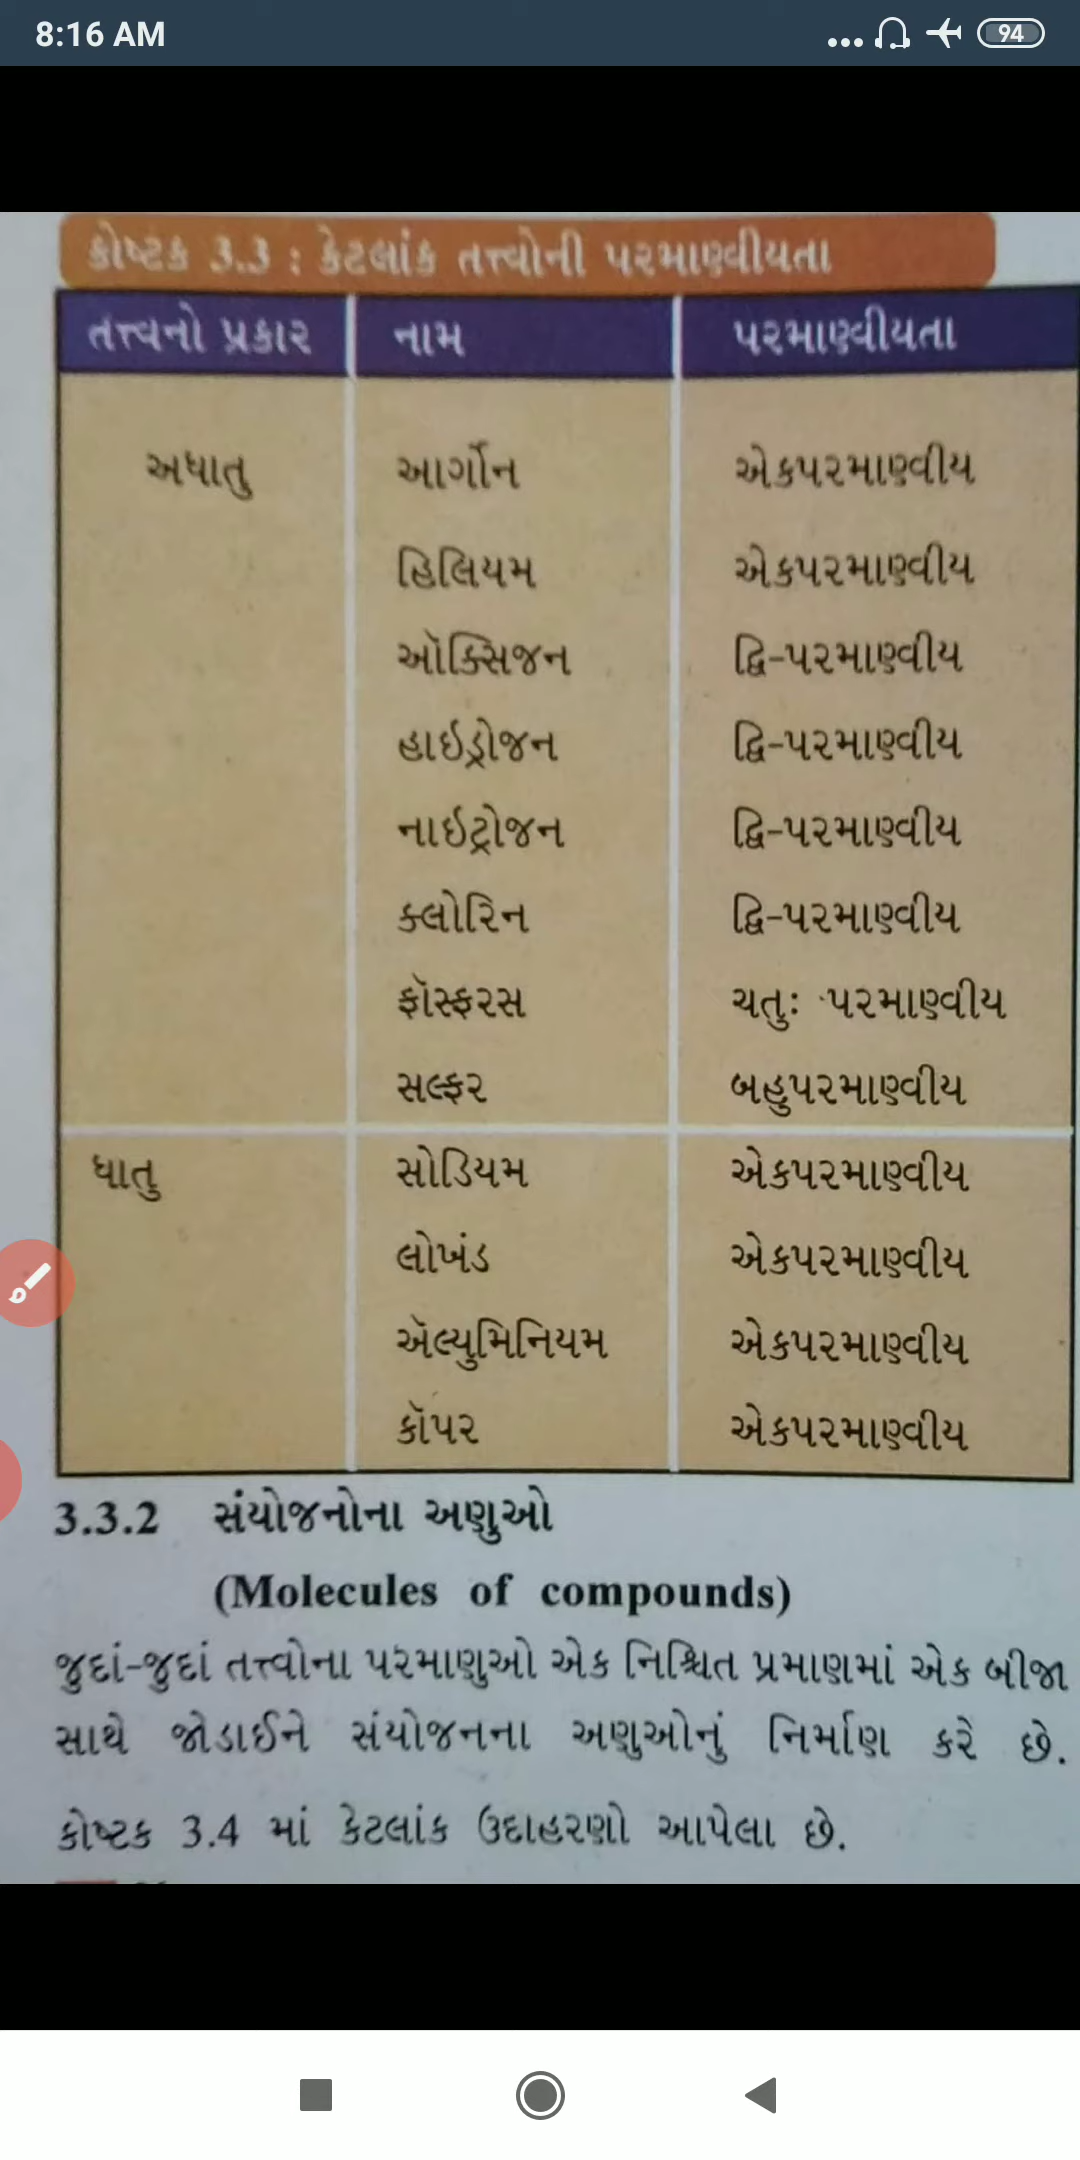 8:16 AM
94
કોષ્ટક 3.3 : કેટલાંક તત્ત્વોની પરમાણ્વીયતા
તત્ત્વનો પ્રકાર નામ પરમાણ્વીયતા
અધાતુ આર્ગોન એકપરમાણ્વીય
હિલિયમ એકપરમાણ્વીય
ઑક્સિજન દ્વિ-પરમાણ્વીય
હાઇડ્રોજન દ્વિ-પરમાણ્વીય
નાઇટ્રોજન દ્વિ-પરમાણ્વીય
ક્લોરિન દ્વિ-પરમાણ્વીય
ફૉસ્ફરસ ચતુઃ પરમાણ્વીય
સલ્ફર બહુપરમાણ્વીય
ધાતુ સોડિયમ એકપરમાણ્વીય
લોખંડ એકપરમાણ્વીય
ઍલ્યુમિનિયમ એકપરમાણ્વીય
કૉપર એકપરમાણ્વીય
3.3.2 સંયોજનોના અણુઓ
(Molecules of compounds)
જુદાં-જુદાં તત્ત્વોના પરમાણુઓ એક નિશ્ચિત પ્રમાણમાં એક બીજા
સાથે જોડાઈને સંયોજનના અણુઓનું નિર્માણ કરે છે.
કોષ્ટક 3.4 માં કેટલાંક ઉદાહરણો આપેલા છે.